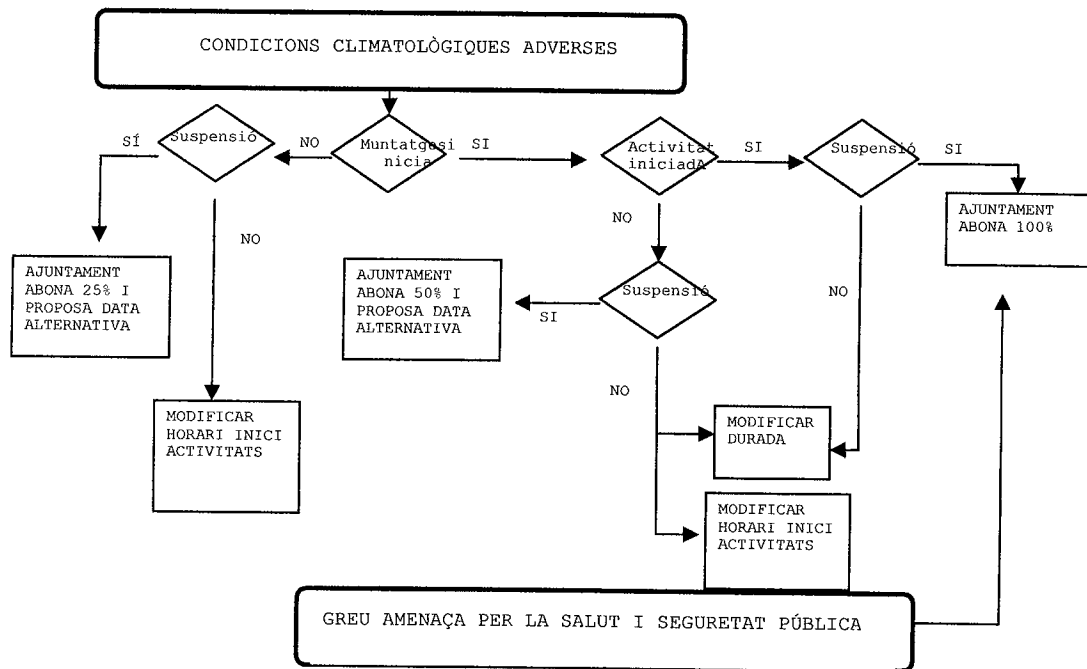 CONDICIONS CLIMATOLÒGIQUES ADVERSES
SÍ
Suspensió
NO
Muntatgesi
nicia
SI
Activitat
iniciadA
SI
Suspensió
SI
AJUNTAMENT
ABONA 100%
NO
NO
AJUNTAMENT
ABONA 25% I
PROPOSA DATA
ALTERNATIVA
AJUNTAMENT
ABONA 50% I
PROPOSA DATA
ALTERNATIVA
SI
Suspensió
NO
NO
MODIFICAR
HORARI INICI
ACTIVITATS
MODIFICAR
DURADA
MODIFICAR
HORARI INICI
ACTIVITATS
GREU AMENAÇA PER LA SALUT I SEGURETAT PÚBLICA